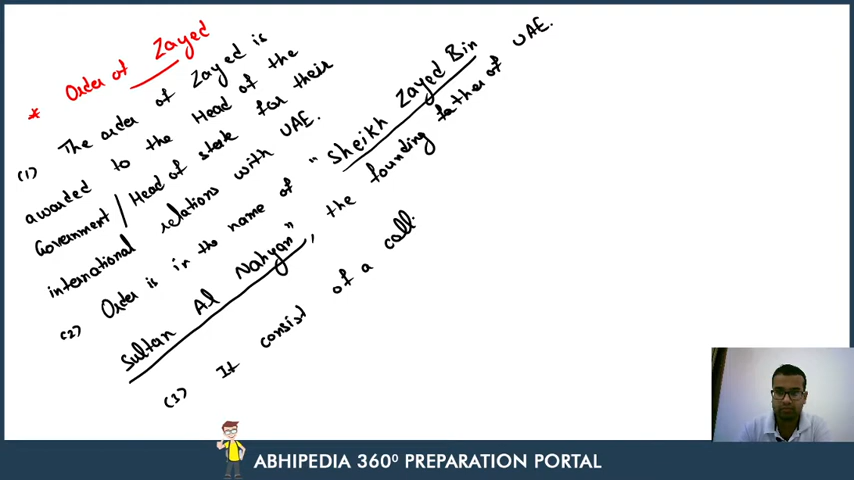 * Order of Zayed
(1) The order of Zayed is
awarded to the Head of the
Government / Head of state for their
international relations with UAE.
(2) Order is in the name of "Sheikh Zayed Bin
Sultan Al Nahyan", the founding father of UAE.
(3) It consist of a coll.
ABHIPEDIA 360⁰ PREPARATION PORTAL